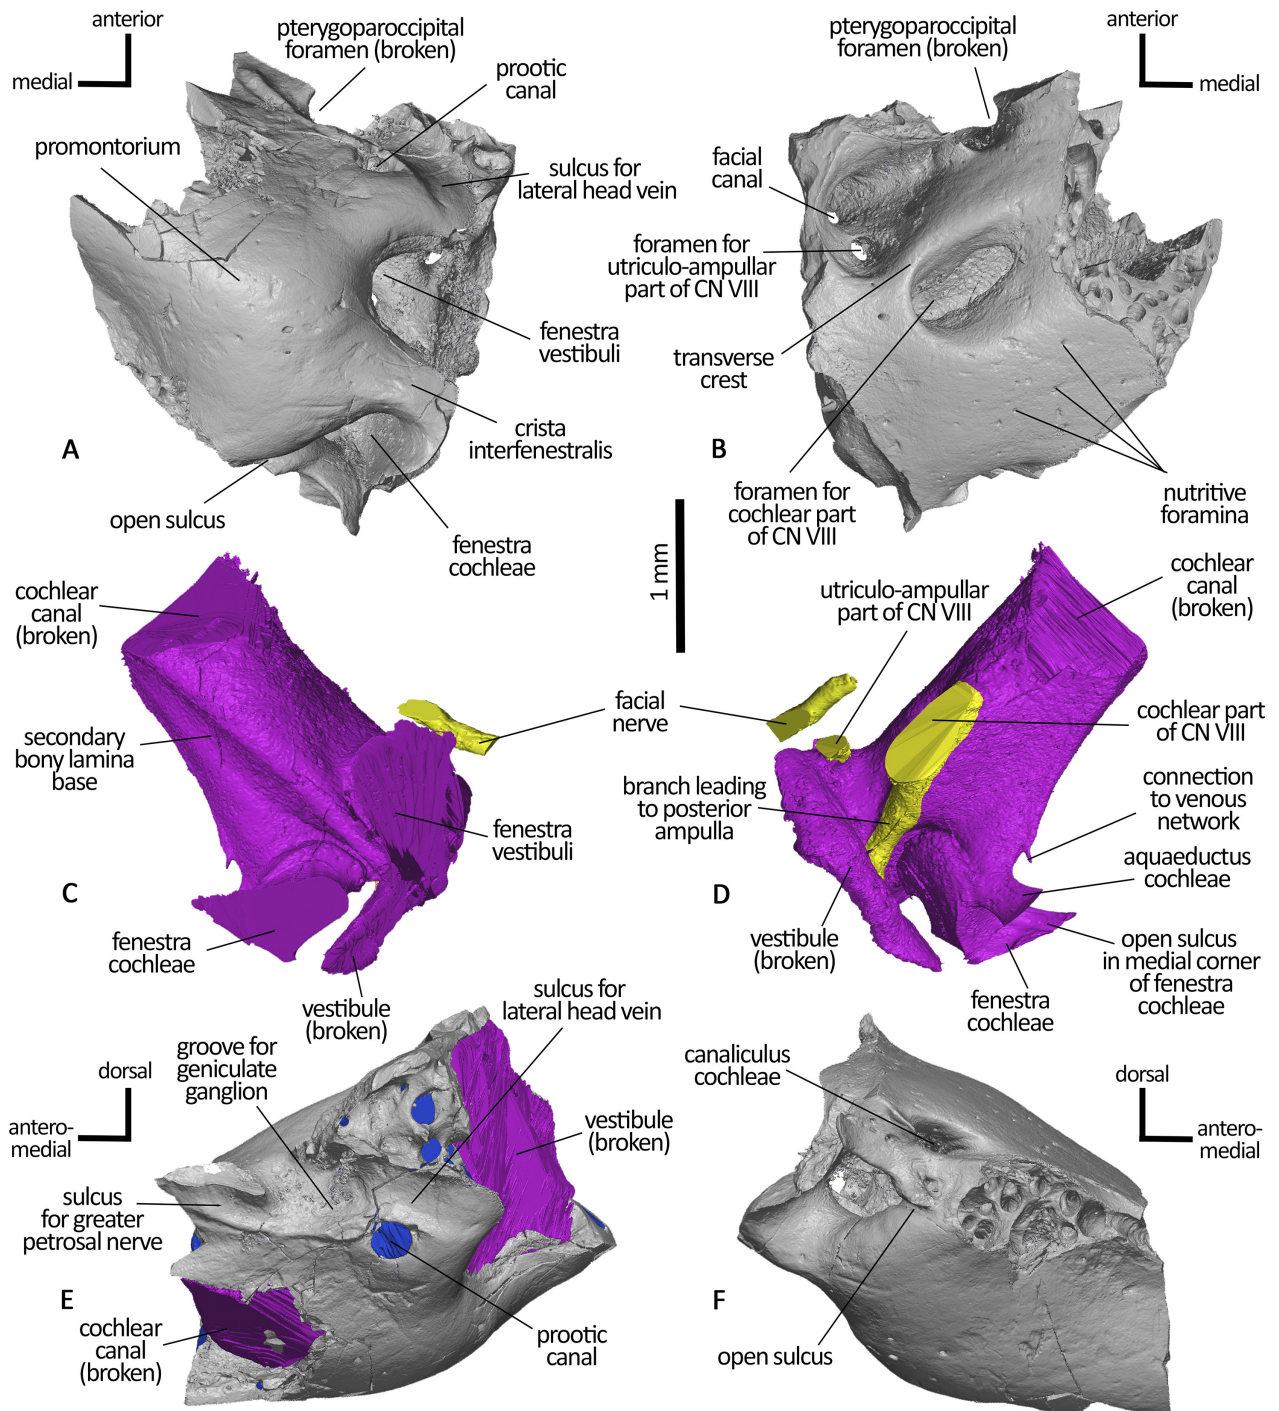 anterior
medial
pterygoparoccipital
foramen (broken)
prootic
canal
promontorium
sulcus for
lateral head vein
fenestra
vestibuli
crista
interfenestralis
A
open sulcus
fenestra
cochleae
pterygoparoccipital
foramen (broken)
anterior
medial
facial
canal
foramen for
utriculo-ampullar
part of CN VIII
transverse
crest
B
foramen for
cochlear part
of CN VIII
nutritive
foramina
1 mm
cochlear
canal
(broken)
secondary
bony lamina
base
facial
nerve
fenestra
vestibuli
C
fenestra
cochleae
vestibule
(broken)
utriculo-ampullar
part of CN VIII
cochlear
canal
(broken)
cochlear part
of CN VIII
branch leading
to posterior
ampulla
connection
to venous
network
aquaeductus
cochleae
D
vestibule
(broken)
open sulcus
in medial corner
of fenestra
cochleae
fenestra
cochleae
dorsal
antero-
medial
groove for
geniculate
ganglion
sulcus for
lateral head vein
vestibule
(broken)
sulcus
for greater
petrosal nerve
E
cochlear
canal
(broken)
prootic
canal
canaliculus
cochleae
dorsal
antero-
medial
F
open sulcus